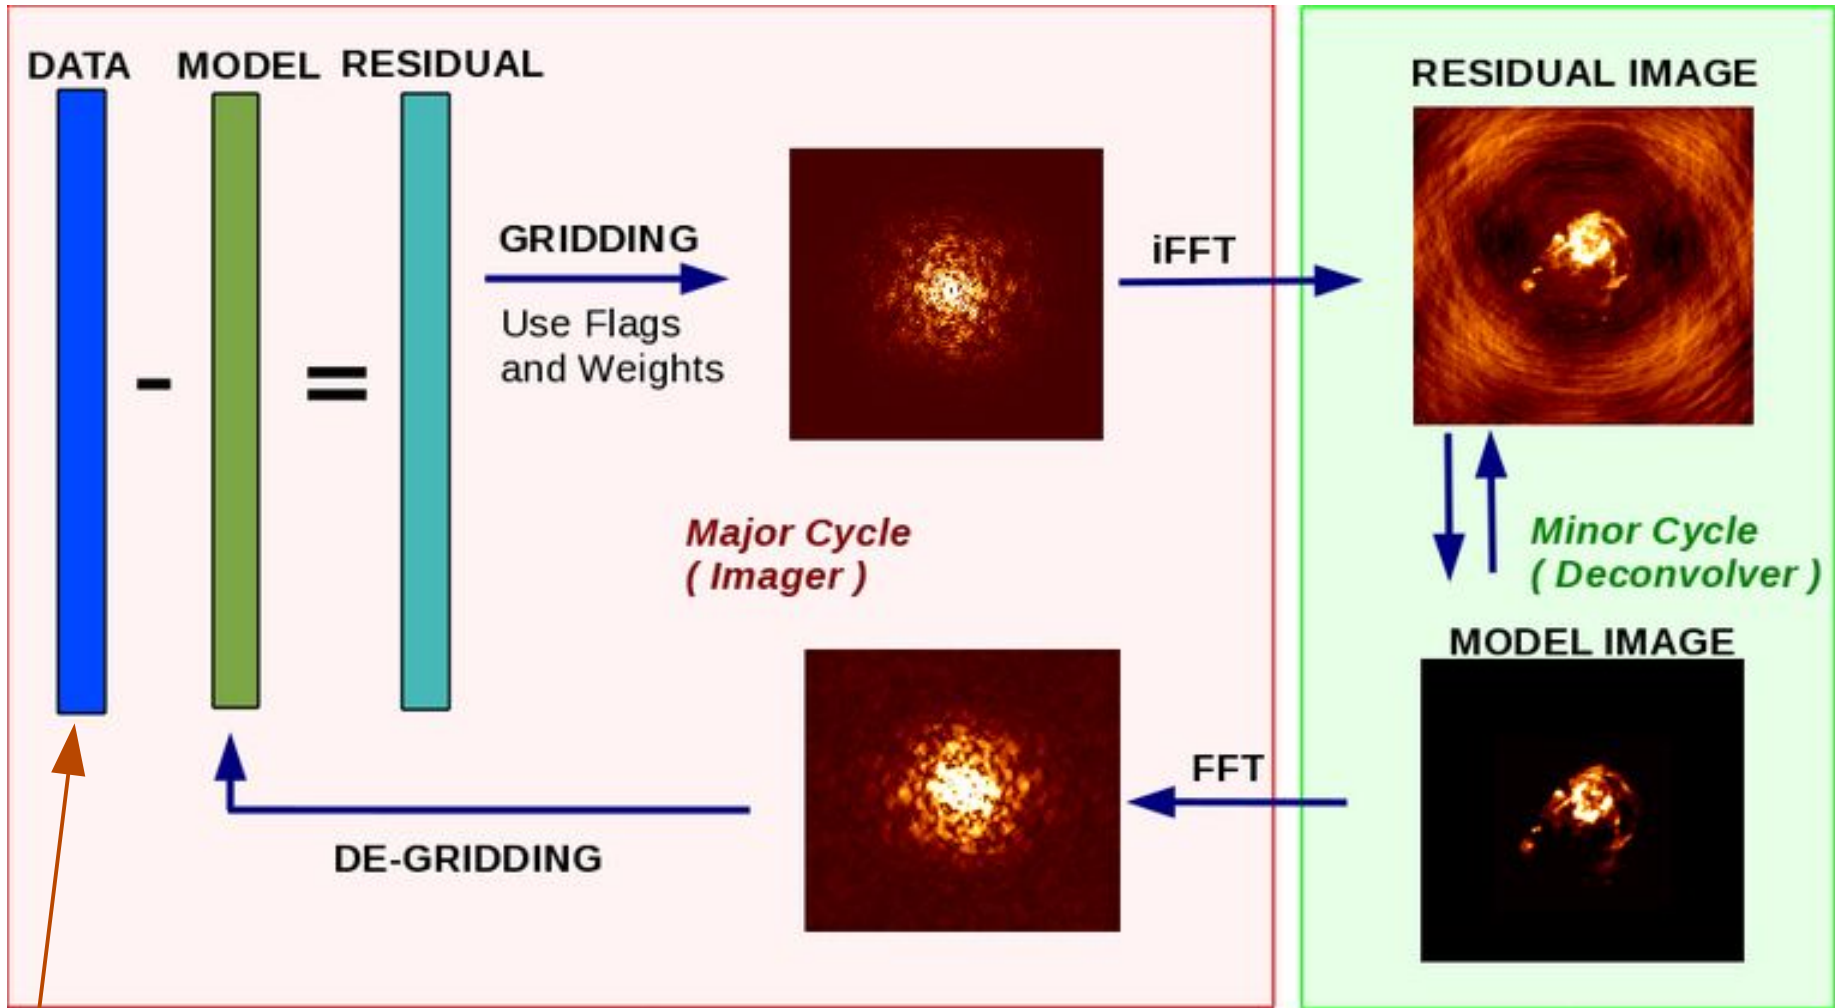 DATA
MODEL
RESIDUAL
-
=
GRIDDING
Use Flags
and Weights
iFFT
RESIDUAL IMAGE
Major Cycle
( Imager )
Minor Cycle
( Deconvolver )
MODEL IMAGE
FFT
DE-GRIDDING